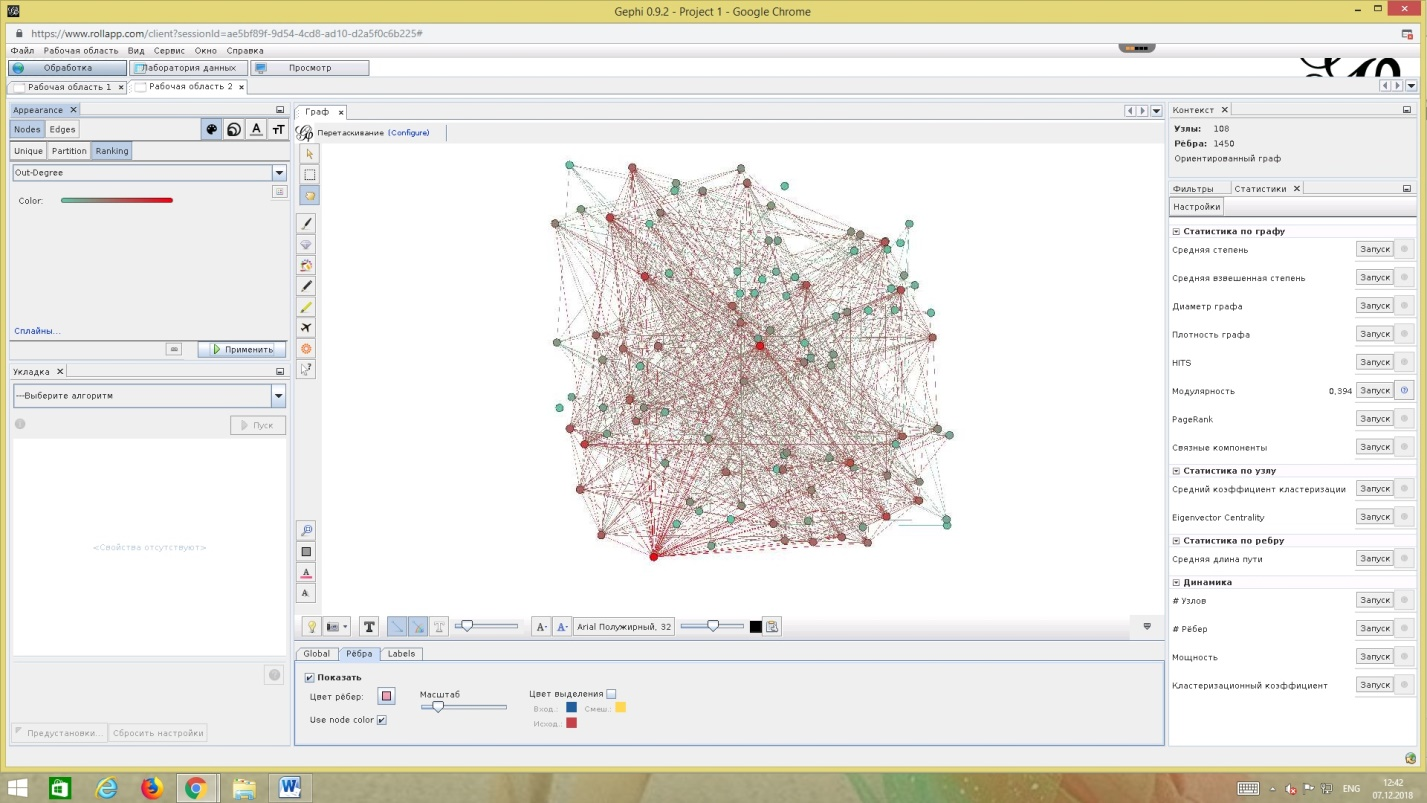 Gephi 0.9.2 - Project 1 - Google Chrome
https://www.rollapp.com/client?sessionId=ae5bf89f-9d54-4cd8-ad10-d2a5f0c6b225#
Файл Рабочая область Вид Сервис Окно Справка
Обработка Лаборатория данных Просмотр
Рабочая область 1 Рабочая область 2
Appearance
Nodes Edges
Unique Partition Ranking
Out-Degree
Color:
Сплайны...
Применить
Укладка
---Выберите алгоритм
Пуск
<Свойства отсутствуют>
Предустановки... Сбросить настройки
Граф
Перетаскивание (Configure)
Arial Полужирный, 32
Global Рёбра Labels
Показать
Цвет рёбер: Масштаб Цвет выделения
Вход.: Смеш.:
Use node color Исход.:
Контекст
Узлы: 108
Рёбра: 1450
Ориентированный граф
Фильтры Статистики
Настройки
Статистика по графу
Средняя степень Запуск
Средняя взвешенная степень Запуск
Диаметр графа Запуск
Плотность графа Запуск
HITS Запуск
Модулярность 0,394 Запуск
PageRank Запуск
Связные компоненты Запуск
Статистика по узлу
Средний коэффициент кластеризации Запуск
Eigenvector Centrality Запуск
Статистика по ребру
Средняя длина пути Запуск
Динамика
# Узлов Запуск
# Рёбер Запуск
Мощность Запуск
Кластеризационный коэффициент Запуск
ENG
12:42
07.12.2018